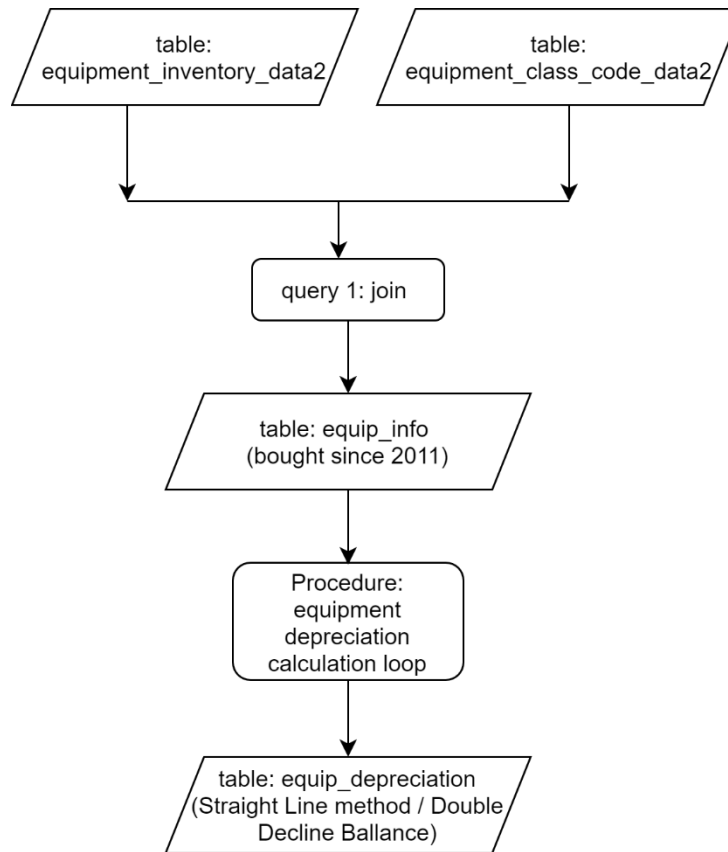 table:
equipment_inventory_data2
table:
equipment_class_code_data2
query 1: join
table: equip_info
(bought since 2011)
Procedure:
equipment
depreciation
calculation loop
table: equip_depreciation
(Straight Line method / Double
Decline Ballance)